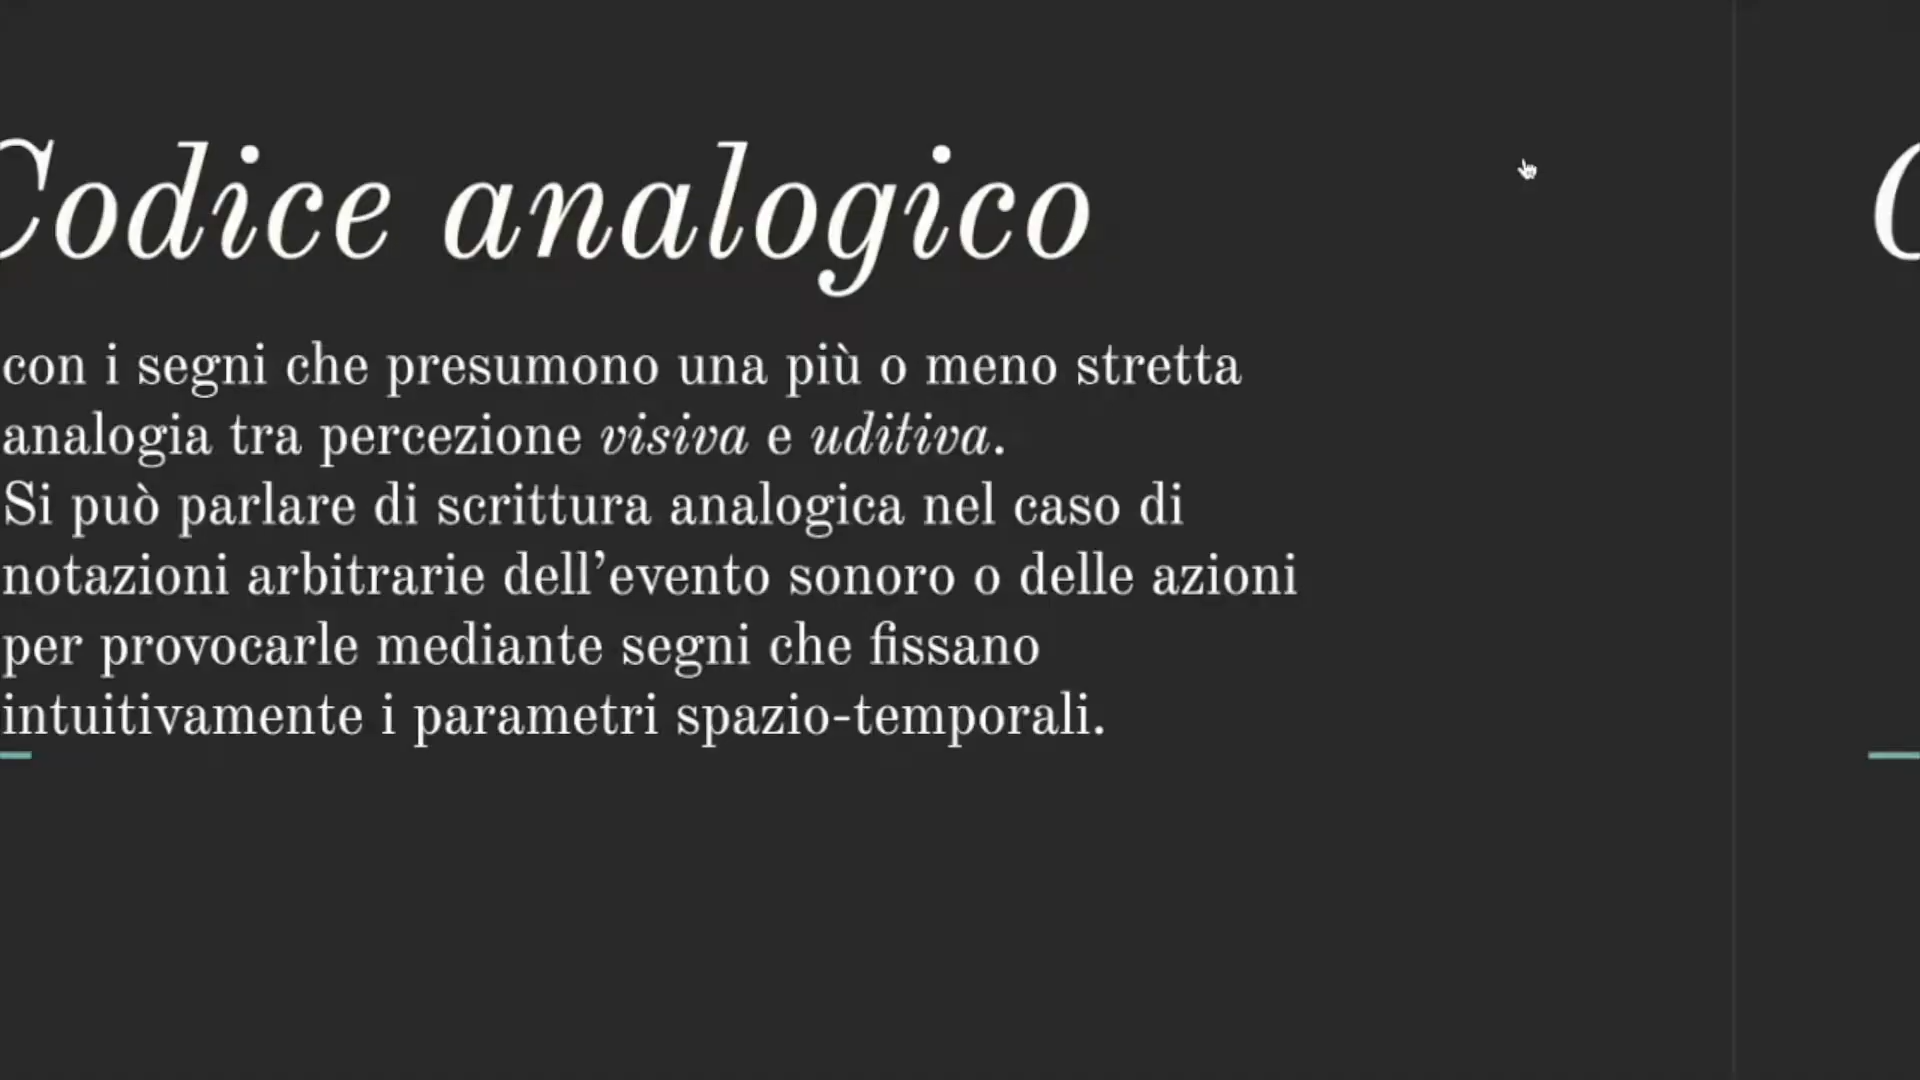 Codice analogico
con i segni che presumono una più o meno stretta
analogia tra percezione visiva e uditiva.
Si può parlare di scrittura analogica nel caso di
notazioni arbitrarie dell’evento sonoro o delle azioni
per provocarle mediante segni che fissano
intuitivamente i parametri spazio-temporali.